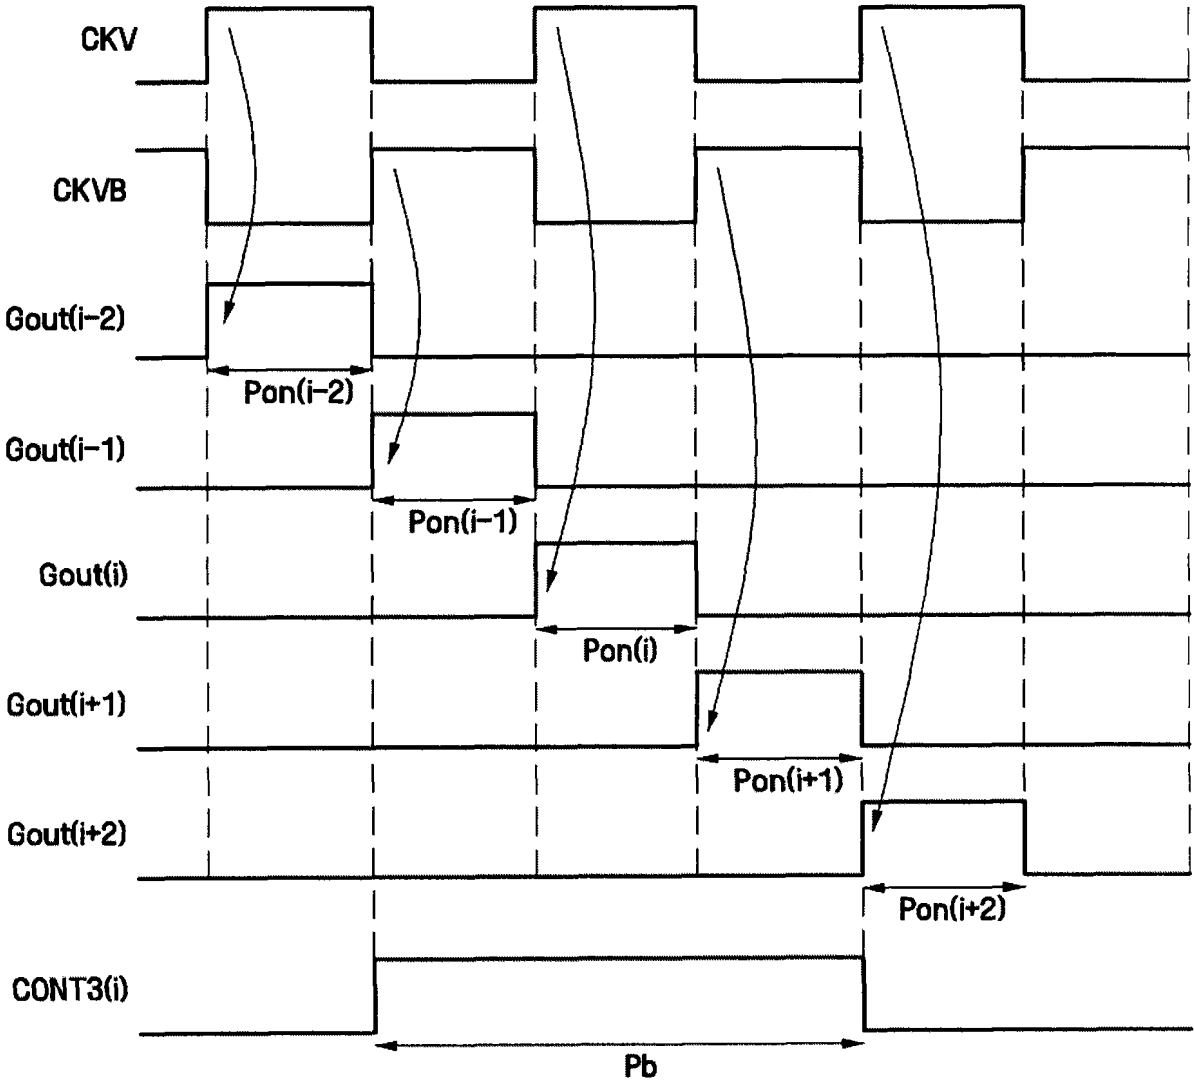 CKV
CKVB
Gout(i-2)
Pon(i-2)
Gout(i-1)
Pon(i-1)
Gout(i)
Pon(i)
Gout(i+1)
Pon(i+1)
Gout(i+2)
Pon(i+2)
CONT3(i)
Pb